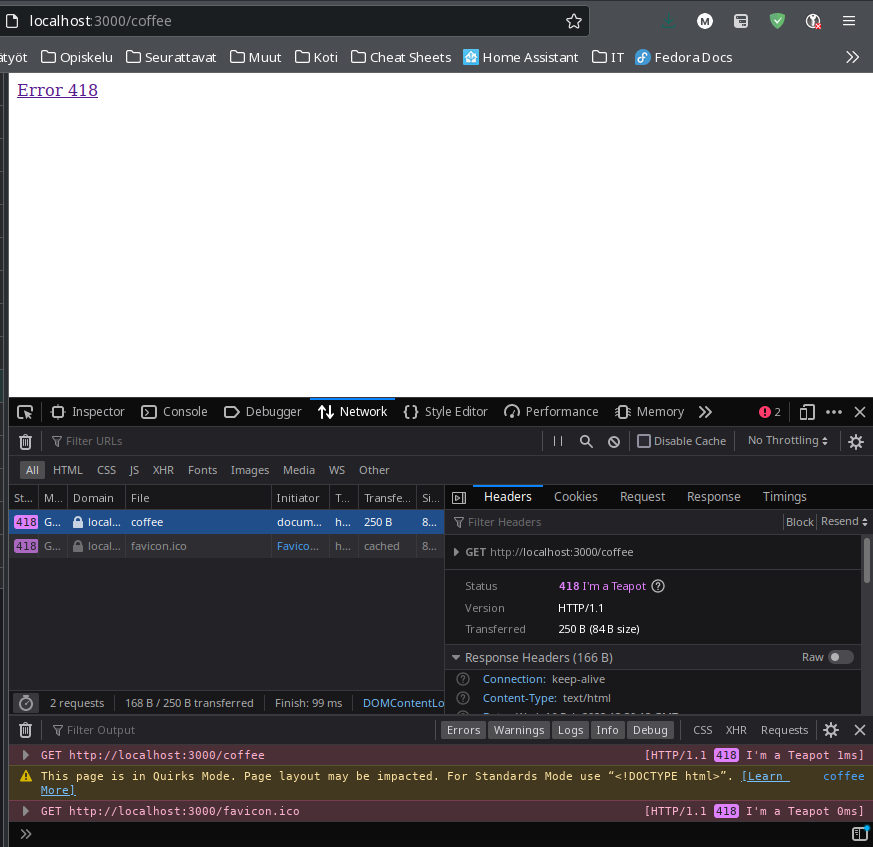 localhost:3000/coffee
ätyöt Opiskelu Seurattavat Muut Koti Cheat Sheets Home Assistant IT Fedora Docs
Error 418
Inspector Console Debugger Network Style Editor Performance Memory 2
Filter URLs Disable Cache No Throttling
All HTML CSS JS XHR Fonts Images Media WS Other
St... M... Domain File Initiator T... Transfe... Si...
418 G... local... coffee docum... h... 250 B 8...
418 G... local... favicon.ico Favico... h... cached 8...
Headers Cookies Request Response Timings
Filter Headers Block Resend
GET http://localhost:3000/coffee
Status 418 I'm a Teapot
Version HTTP/1.1
Transferred 250 B (84 B size)
Response Headers (166 B) Raw
Connection: keep-alive
Content-Type: text/html
2 requests 168 B / 250 B transferred Finish: 99 ms DOMContentLo
Filter Output Errors Warnings Logs Info Debug CSS XHR Requests
GET http://localhost:3000/coffee [HTTP/1.1 418 I'm a Teapot 1ms]
This page is in Quirks Mode. Page layout may be impacted. For Standards Mode use “<!DOCTYPE html>”. [Learn coffee
More]
GET http://localhost:3000/favicon.ico [HTTP/1.1 418 I'm a Teapot 0ms]